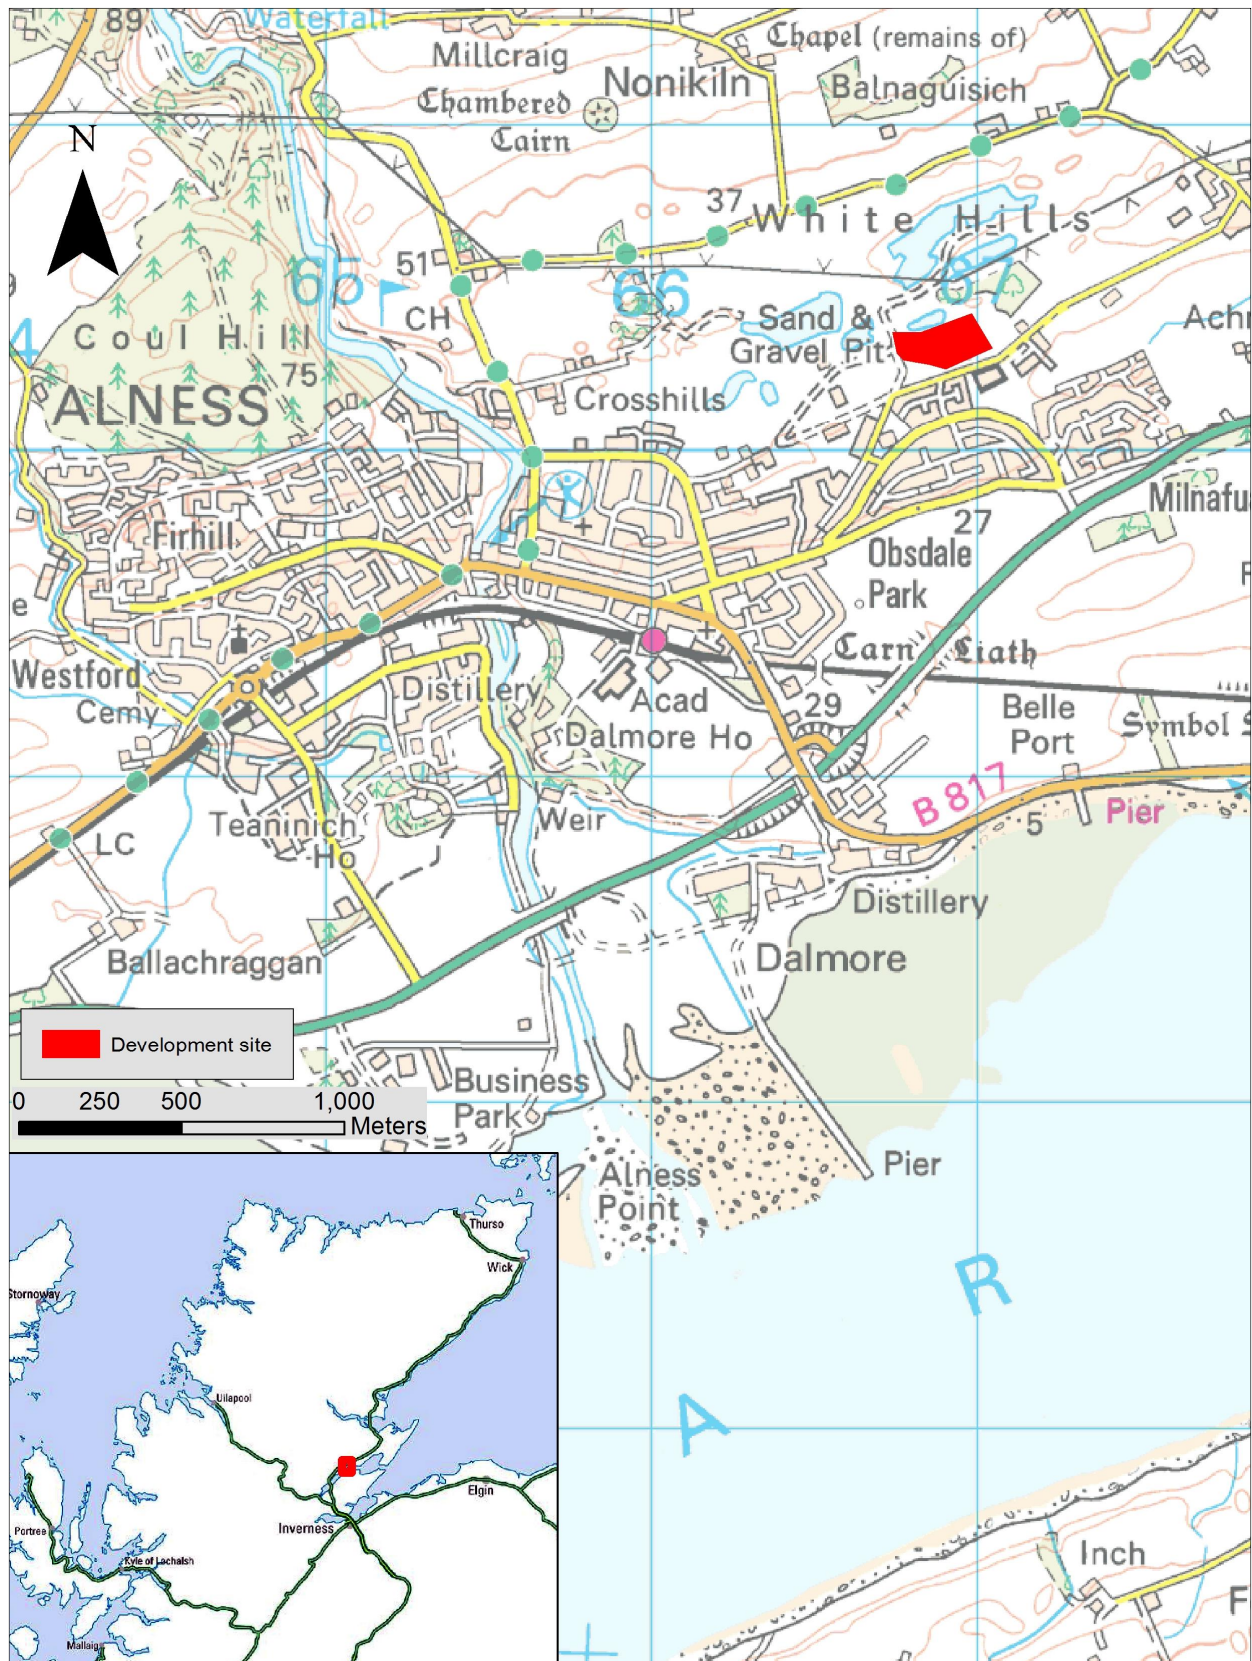 Waterfall
89
Millcraig
Chapel (remains of)
Nonikiln
Balnaguisich
Chambered
Cairn
N
37
White Hills
51
65
66
67
CH
Sand &
Gravel Pit
Coul Hill
75
ALNESS
4
Crosshills
Firhill
27
Obsdale
Park
e
Westford
Cemy
Distillery
Acad
Dalmore Ho
Carn Liath
29
Belle
Port
B 817
Pier
5
Teaninich
Ho
Weir
LC
Distillery
Ballachraggan
Dalmore
Development site
0 250 500 1,000
Meters
Business
Park
Alness
Point
Pier
R
A
Inch
F
Thurso
Wick
Stornoway
Ullapool
Elgin
Inverness
Portree
Kyle of Lochalsh
Mallaig